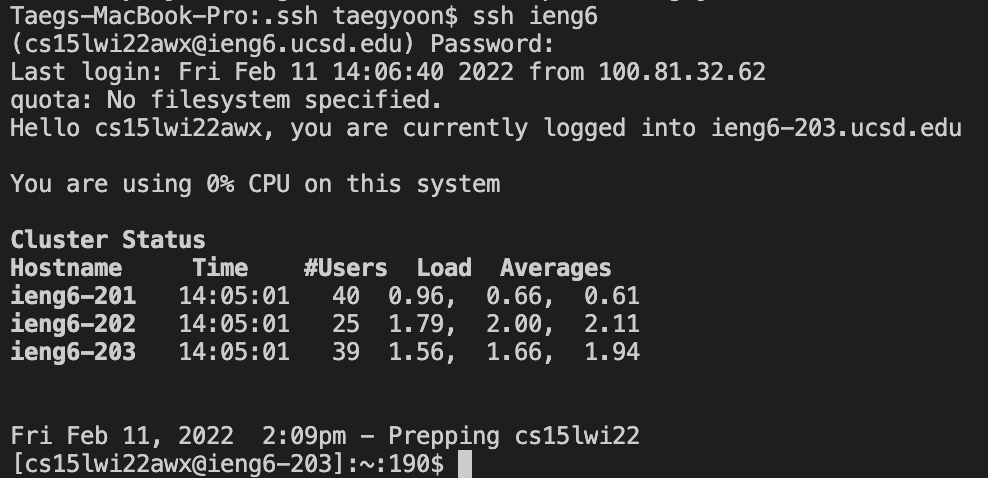 Taegs-MacBook-Pro:.ssh taegyoon$ ssh ieng6
(cs15lwi22awx@ieng6.ucsd.edu) Password:
Last login: Fri Feb 11 14:06:40 2022 from 100.81.32.62
quota: No filesystem specified.
Hello cs15lwi22awx, you are currently logged into ieng6-203.ucsd.edu
You are using 0% CPU on this system
Cluster Status
Hostname     Time    #Users  Load  Averages
ieng6-201   14:05:01   40  0.96,  0.66,  0.61
ieng6-202   14:05:01   25  1.79,  2.00,  2.11
ieng6-203   14:05:01   39  1.56,  1.66,  1.94
Fri Feb 11, 2022  2:09pm - Prepping cs15lwi22
[cs15lwi22awx@ieng6-203]:~:190$